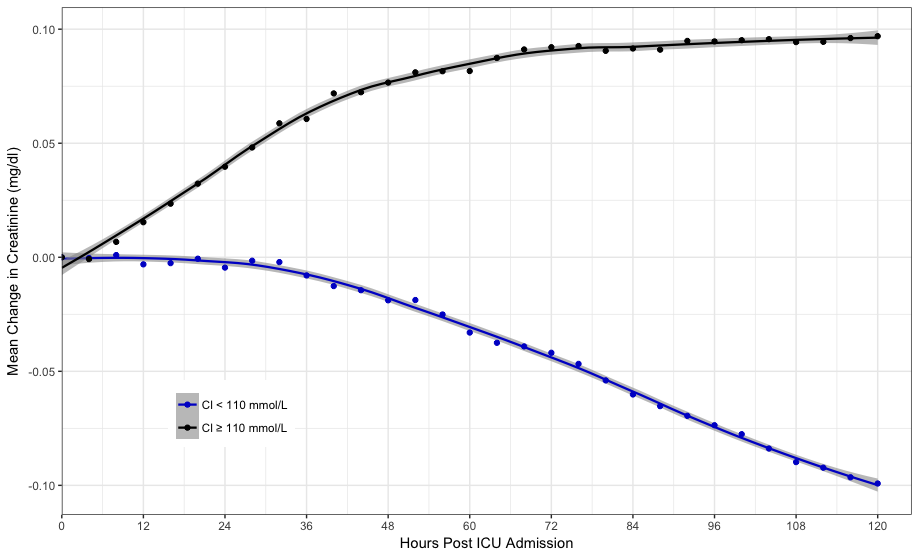 Mean Change in Creatinine (mg/dl)
0.10
0.05
0.00
-0.05
-0.10
Cl < 110 mmol/L
Cl ≥ 110 mmol/L
0 12 24 36 48 60 72 84 96 108 120
Hours Post ICU Admission